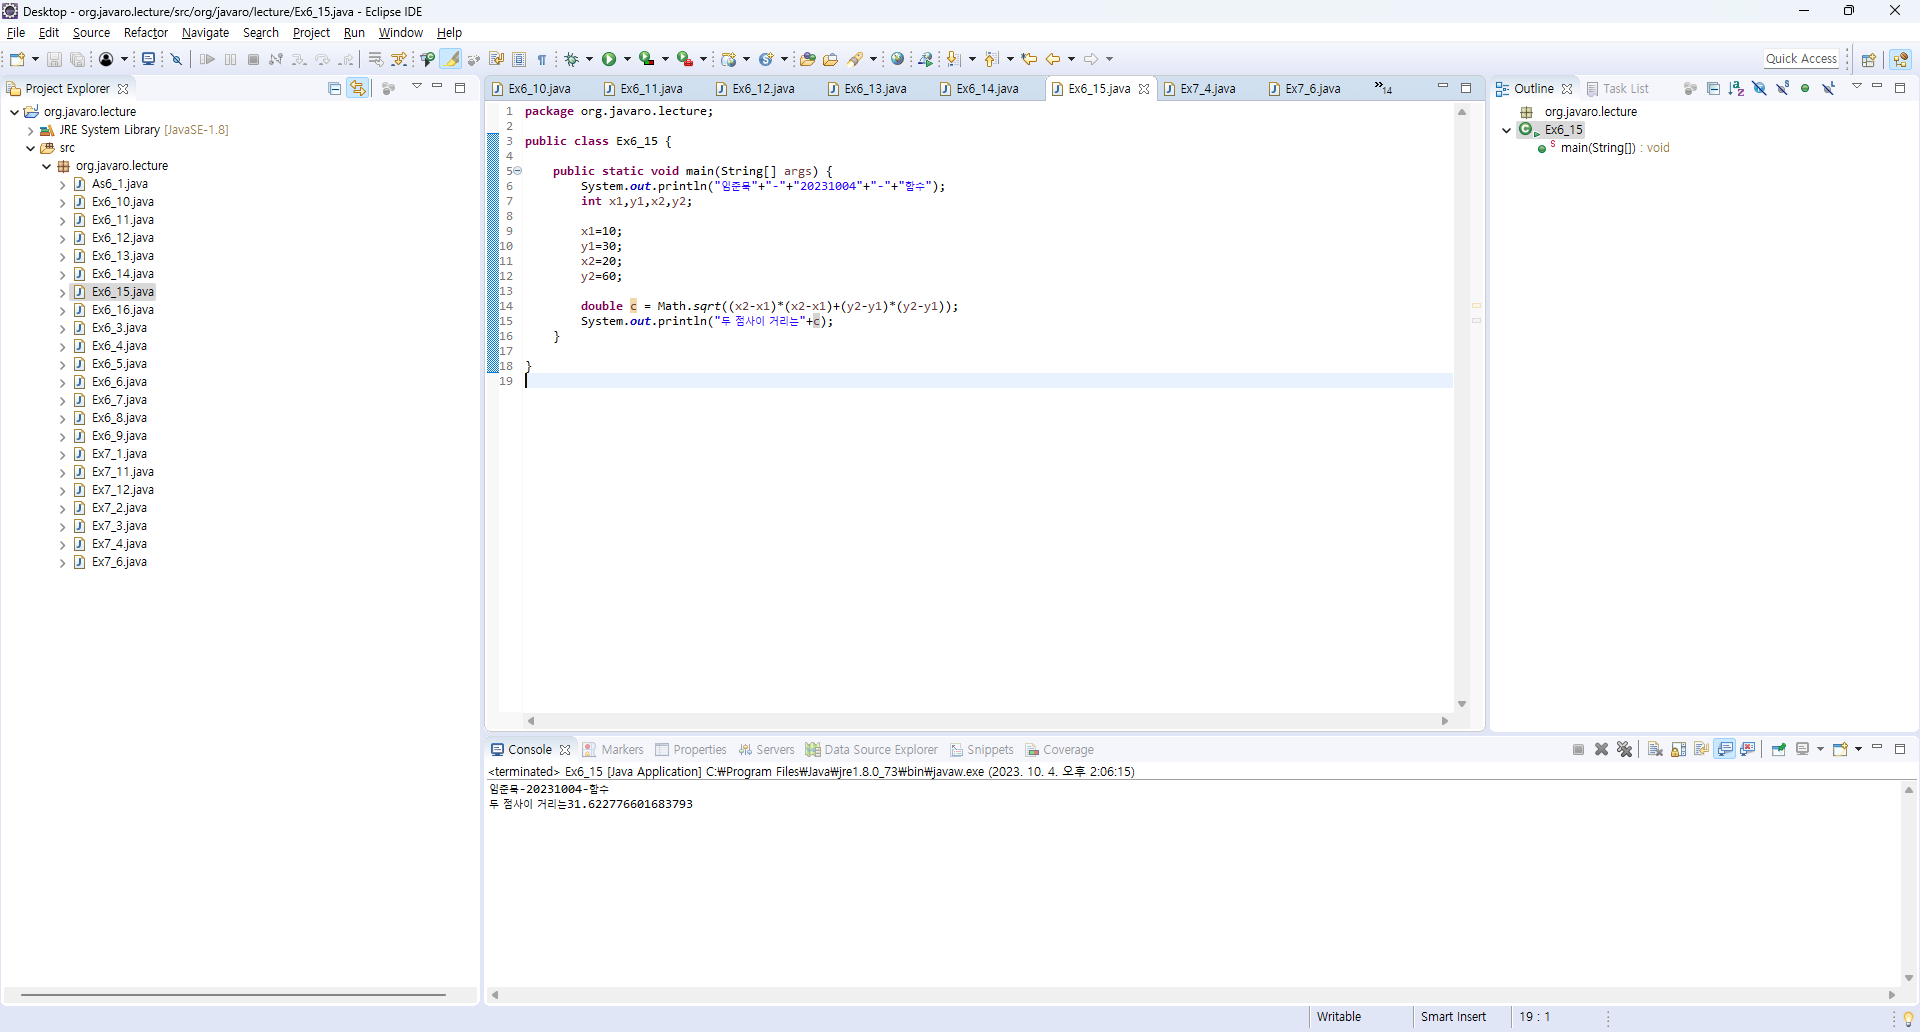 Desktop - org.javaro.lecture/src/org/javaro/lecture/Ex6_15.java - Eclipse IDE
File Edit Source Refactor Navigate Search Project Run Window Help
Quick Access
Project Explorer
org.javaro.lecture
JRE System Library [JavaSE-1.8]
src
org.javaro.lecture
As6_1.java
Ex6_10.java
Ex6_11.java
Ex6_12.java
Ex6_13.java
Ex6_14.java
Ex6_15.java
Ex6_16.java
Ex6_3.java
Ex6_4.java
Ex6_5.java
Ex6_6.java
Ex6_7.java
Ex6_8.java
Ex6_9.java
Ex7_1.java
Ex7_11.java
Ex7_12.java
Ex7_2.java
Ex7_3.java
Ex7_4.java
Ex7_6.java
Ex6_10.java Ex6_11.java Ex6_12.java Ex6_13.java Ex6_14.java Ex6_15.java Ex7_4.java Ex7_6.java »14
1 package org.javaro.lecture;
2
3 public class Ex6_15 {
4
5 public static void main(String[] args) {
6 System.out.println("임준묵"+"-"+"20231004"+"-"+"함수");
7 int x1,y1,x2,y2;
8
9 x1=10;
10 y1=30;
11 x2=20;
12 y2=60;
13
14 double c = Math.sqrt((x2-x1)*(x2-x1)+(y2-y1)*(y2-y1));
15 System.out.println("두 점사이 거리는"+c);
16 }
17
18 }
19
Outline Task List
org.javaro.lecture
Ex6_15
main(String[]) : void
Console Markers Properties Servers Data Source Explorer Snippets Coverage
<terminated> Ex6_15 [Java Application] C:₩Program Files₩Java₩jre1.8.0_73₩bin₩javaw.exe (2023. 10. 4. 오후 2:06:15)
임준묵-20231004-함수
두 점사이 거리는31.622776601683793
Writable Smart Insert 19 : 1